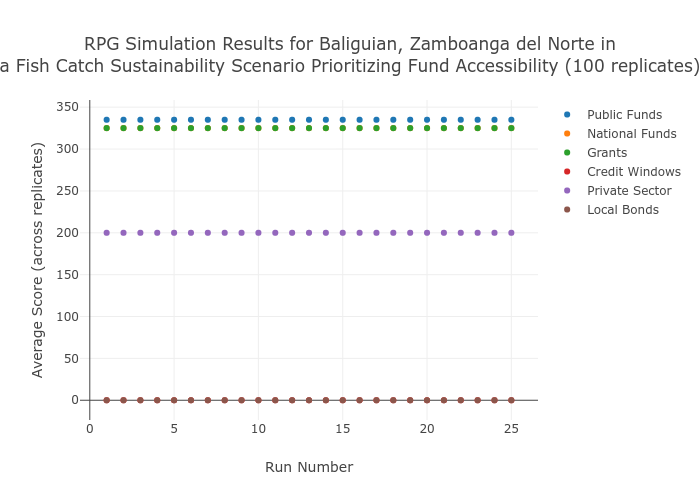 RPG Simulation Results for Baliguian, Zamboanga del Norte in
a Fish Catch Sustainability Scenario Prioritizing Fund Accessibility (100 replicates)
350
300
250
200
150
100
50
0
Average Score (across replicates)
0
5
10
15
20
25
Run Number
Public Funds
National Funds
Grants
Credit Windows
Private Sector
Local Bonds